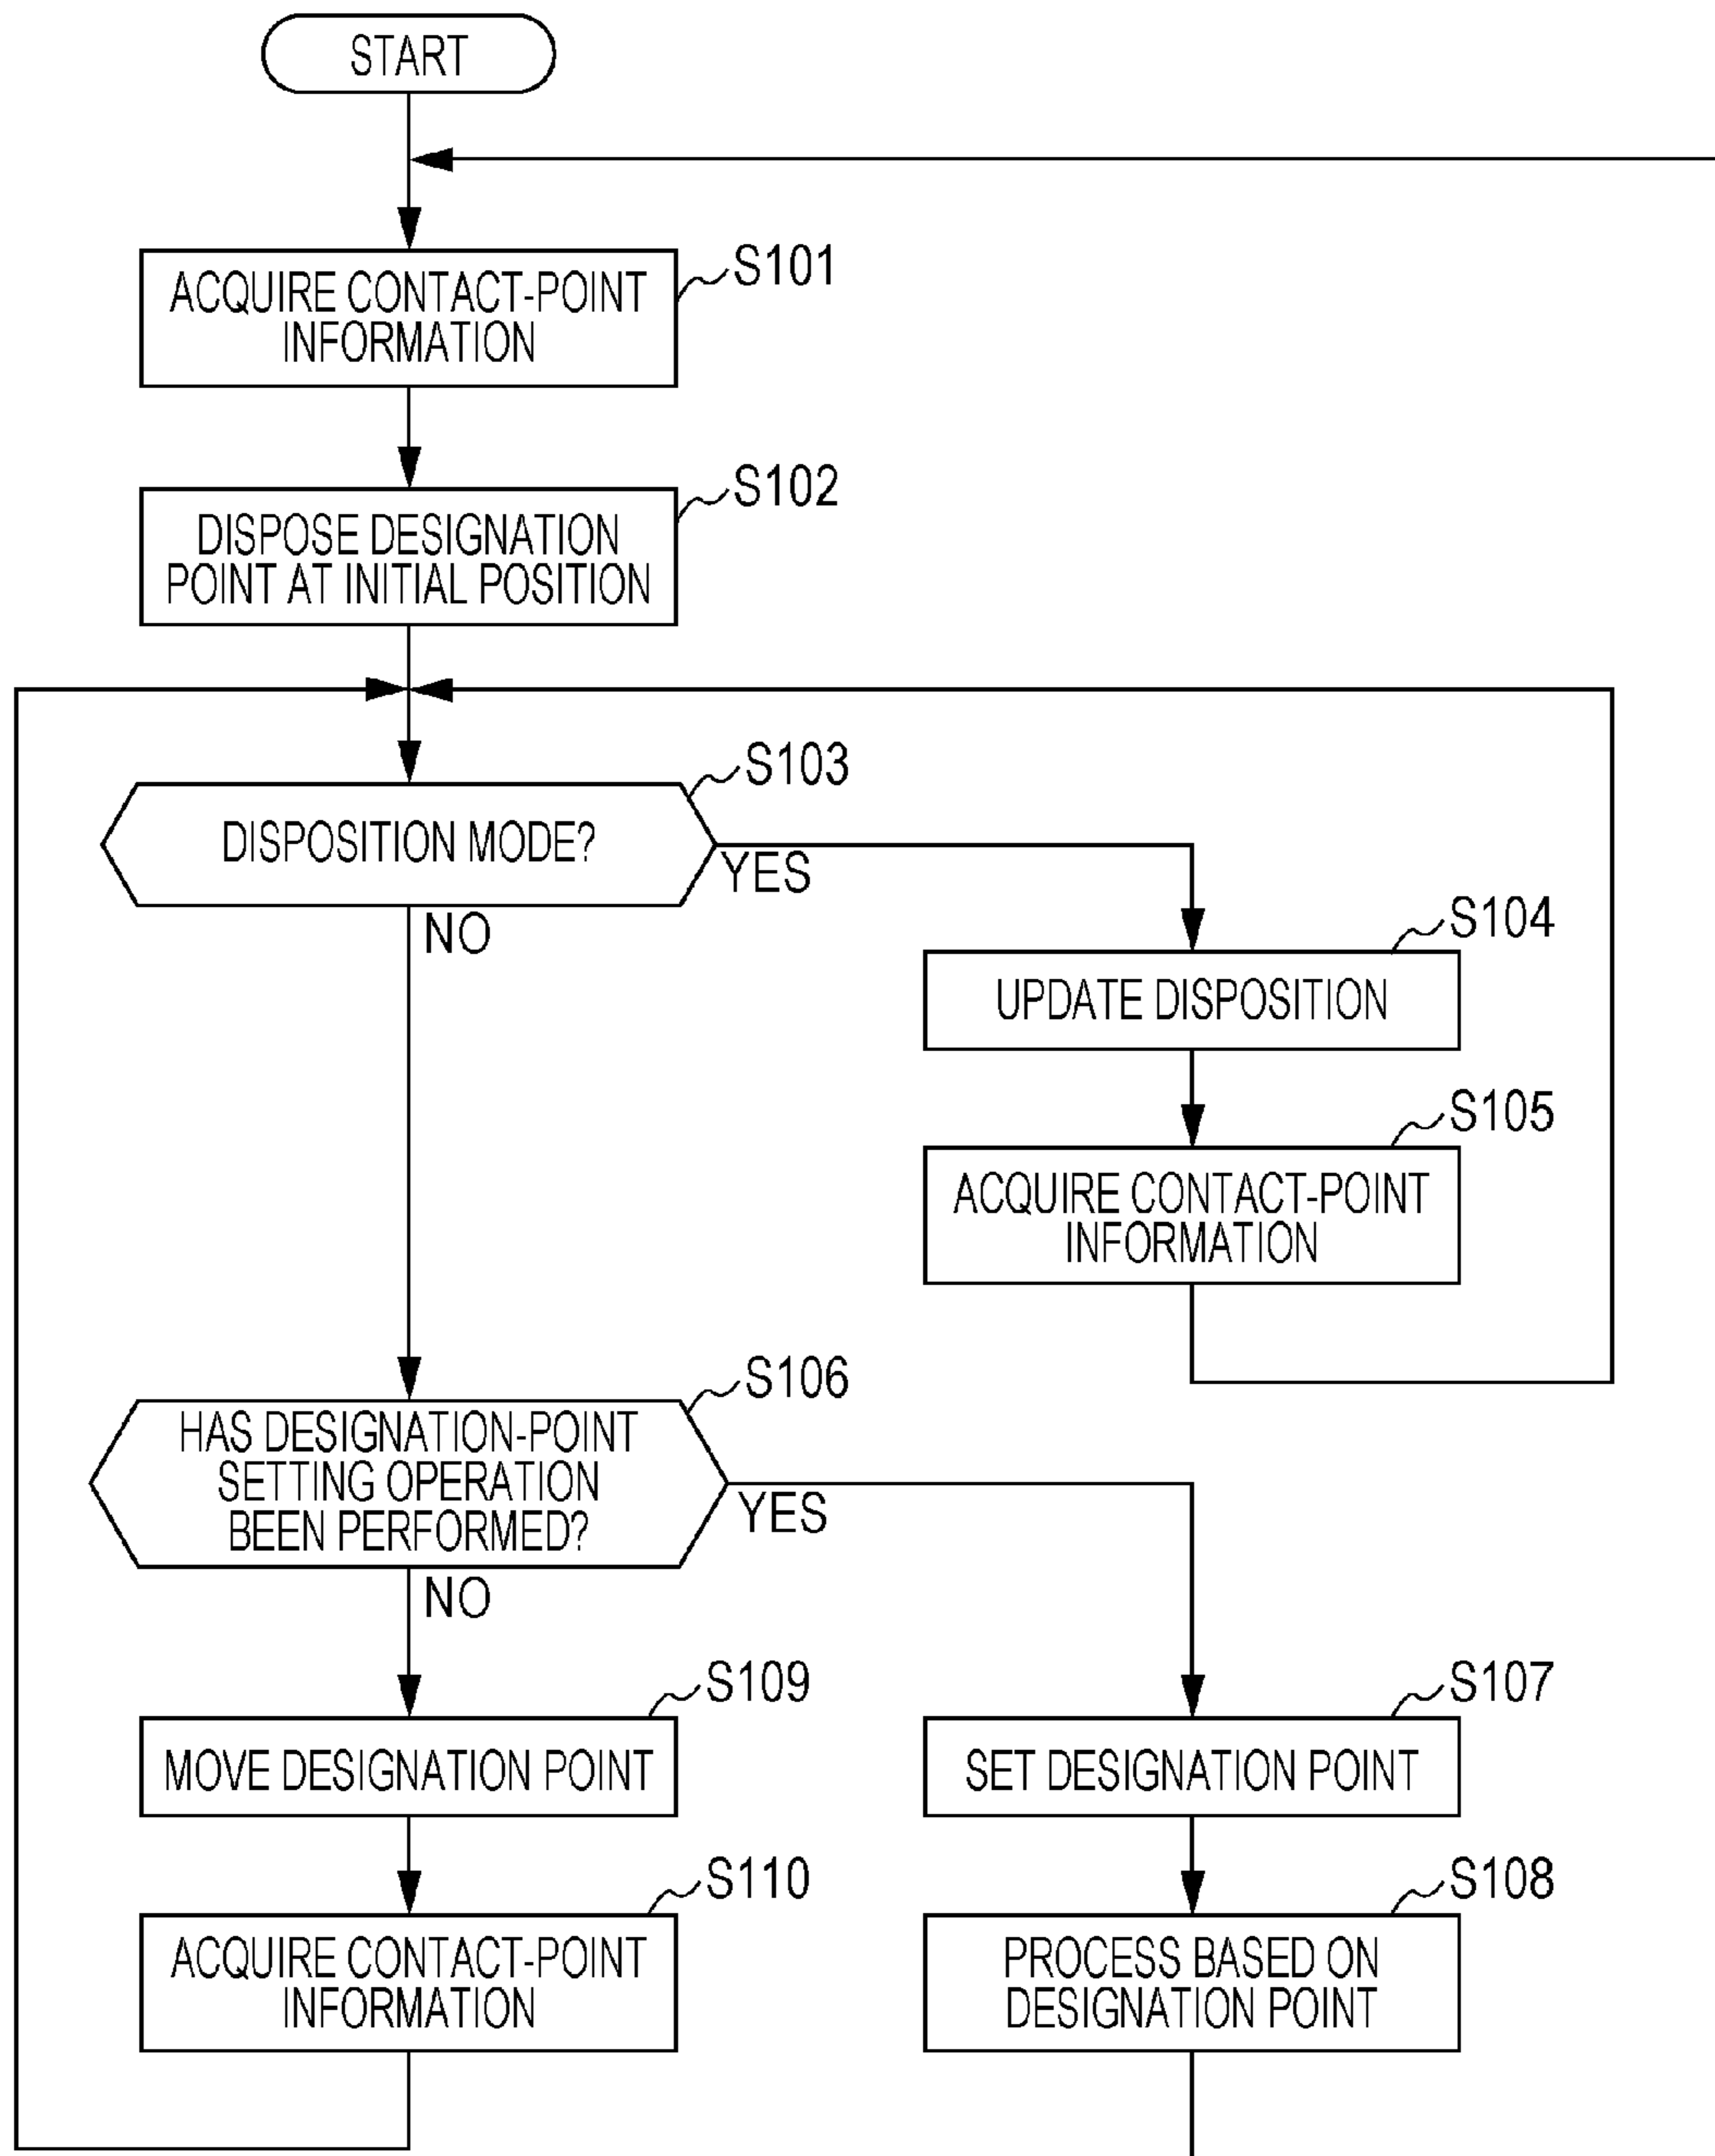 START
S101
ACQUIRE CONTACT-POINT
INFORMATION
S102
DISPOSE DESIGNATION
POINT AT INITIAL POSITION
S103
DISPOSITION MODE?
YES
NO
S104
UPDATE DISPOSITION
S105
ACQUIRE CONTACT-POINT
INFORMATION
S106
HAS DESIGNATION-POINT
SETTING OPERATION
BEEN PERFORMED?
YES
NO
S109
MOVE DESIGNATION POINT
S107
SET DESIGNATION POINT
S110
ACQUIRE CONTACT-POINT
INFORMATION
S108
PROCESS BASED ON
DESIGNATION POINT